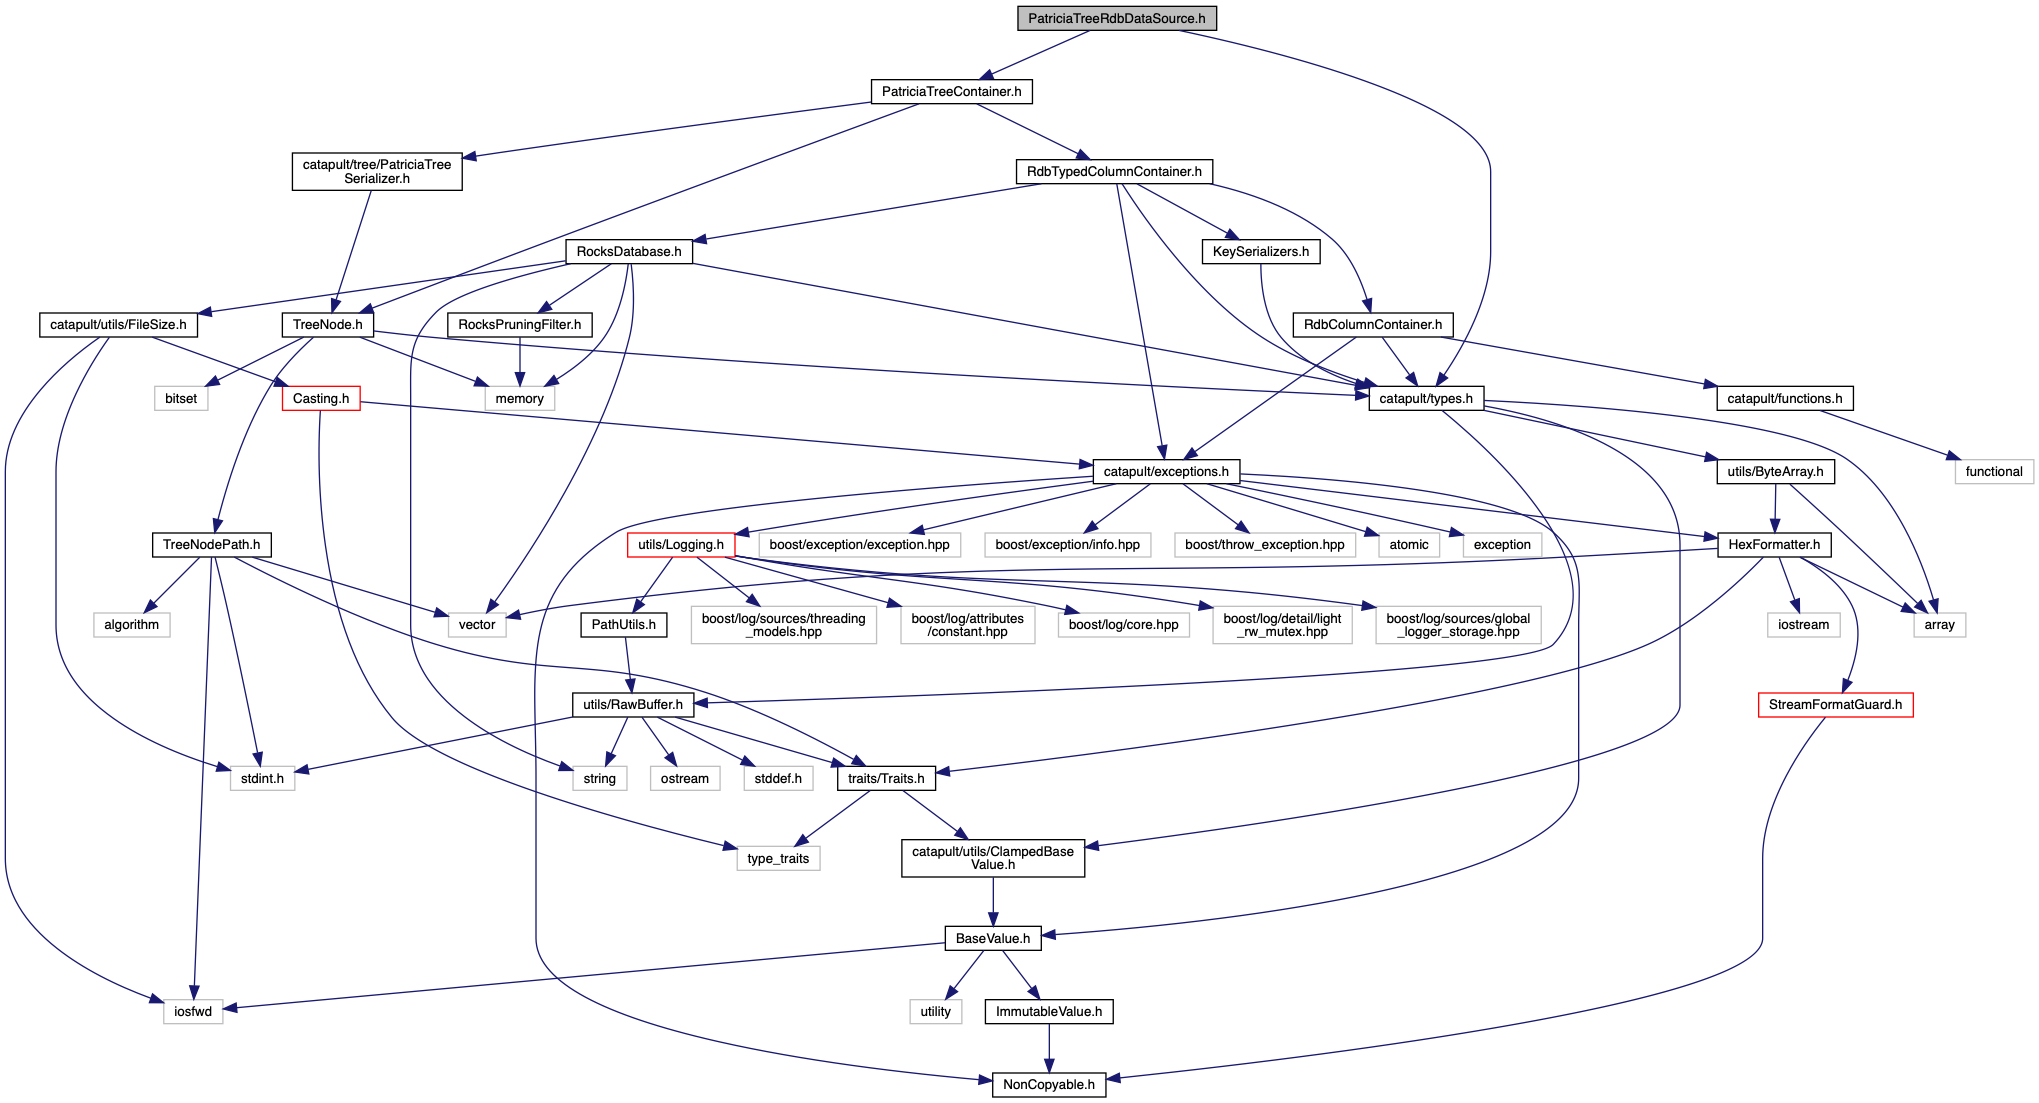 PatriciaTreeRdbDataSource.h
PatriciaTreeContainer.h
catapult/tree/PatriciaTree
Serializer.h
RdbTypedColumnContainer.h
RocksDatabase.h
KeySerializers.h
catapult/utils/FileSize.h
TreeNode.h
RocksPruningFilter.h
RdbColumnContainer.h
bitset
Casting.h
memory
catapult/types.h
catapult/functions.h
catapult/exceptions.h
utils/ByteArray.h
functional
TreeNodePath.h
utils/Logging.h
boost/exception/exception.hpp
boost/exception/info.hpp
boost/throw_exception.hpp
atomic
exception
HexFormatter.h
algorithm
vector
PathUtils.h
boost/log/sources/threading
_models.hpp
boost/log/attributes
/constant.hpp
boost/log/core.hpp
boost/log/detail/light
_rw_mutex.hpp
boost/log/sources/global
_logger_storage.hpp
iostream
array
utils/RawBuffer.h
StreamFormatGuard.h
stdint.h
string
ostream
stddef.h
traits/Traits.h
type_traits
catapult/utils/ClampedBase
Value.h
BaseValue.h
iosfwd
utility
ImmutableValue.h
NonCopyable.h